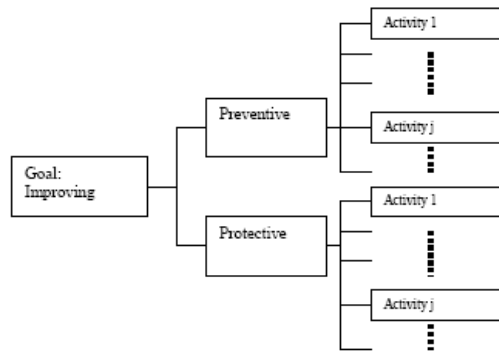 Activity 1
Preventive
Activity j
Goal:
Improving
Activity 1
Protective
Activity j